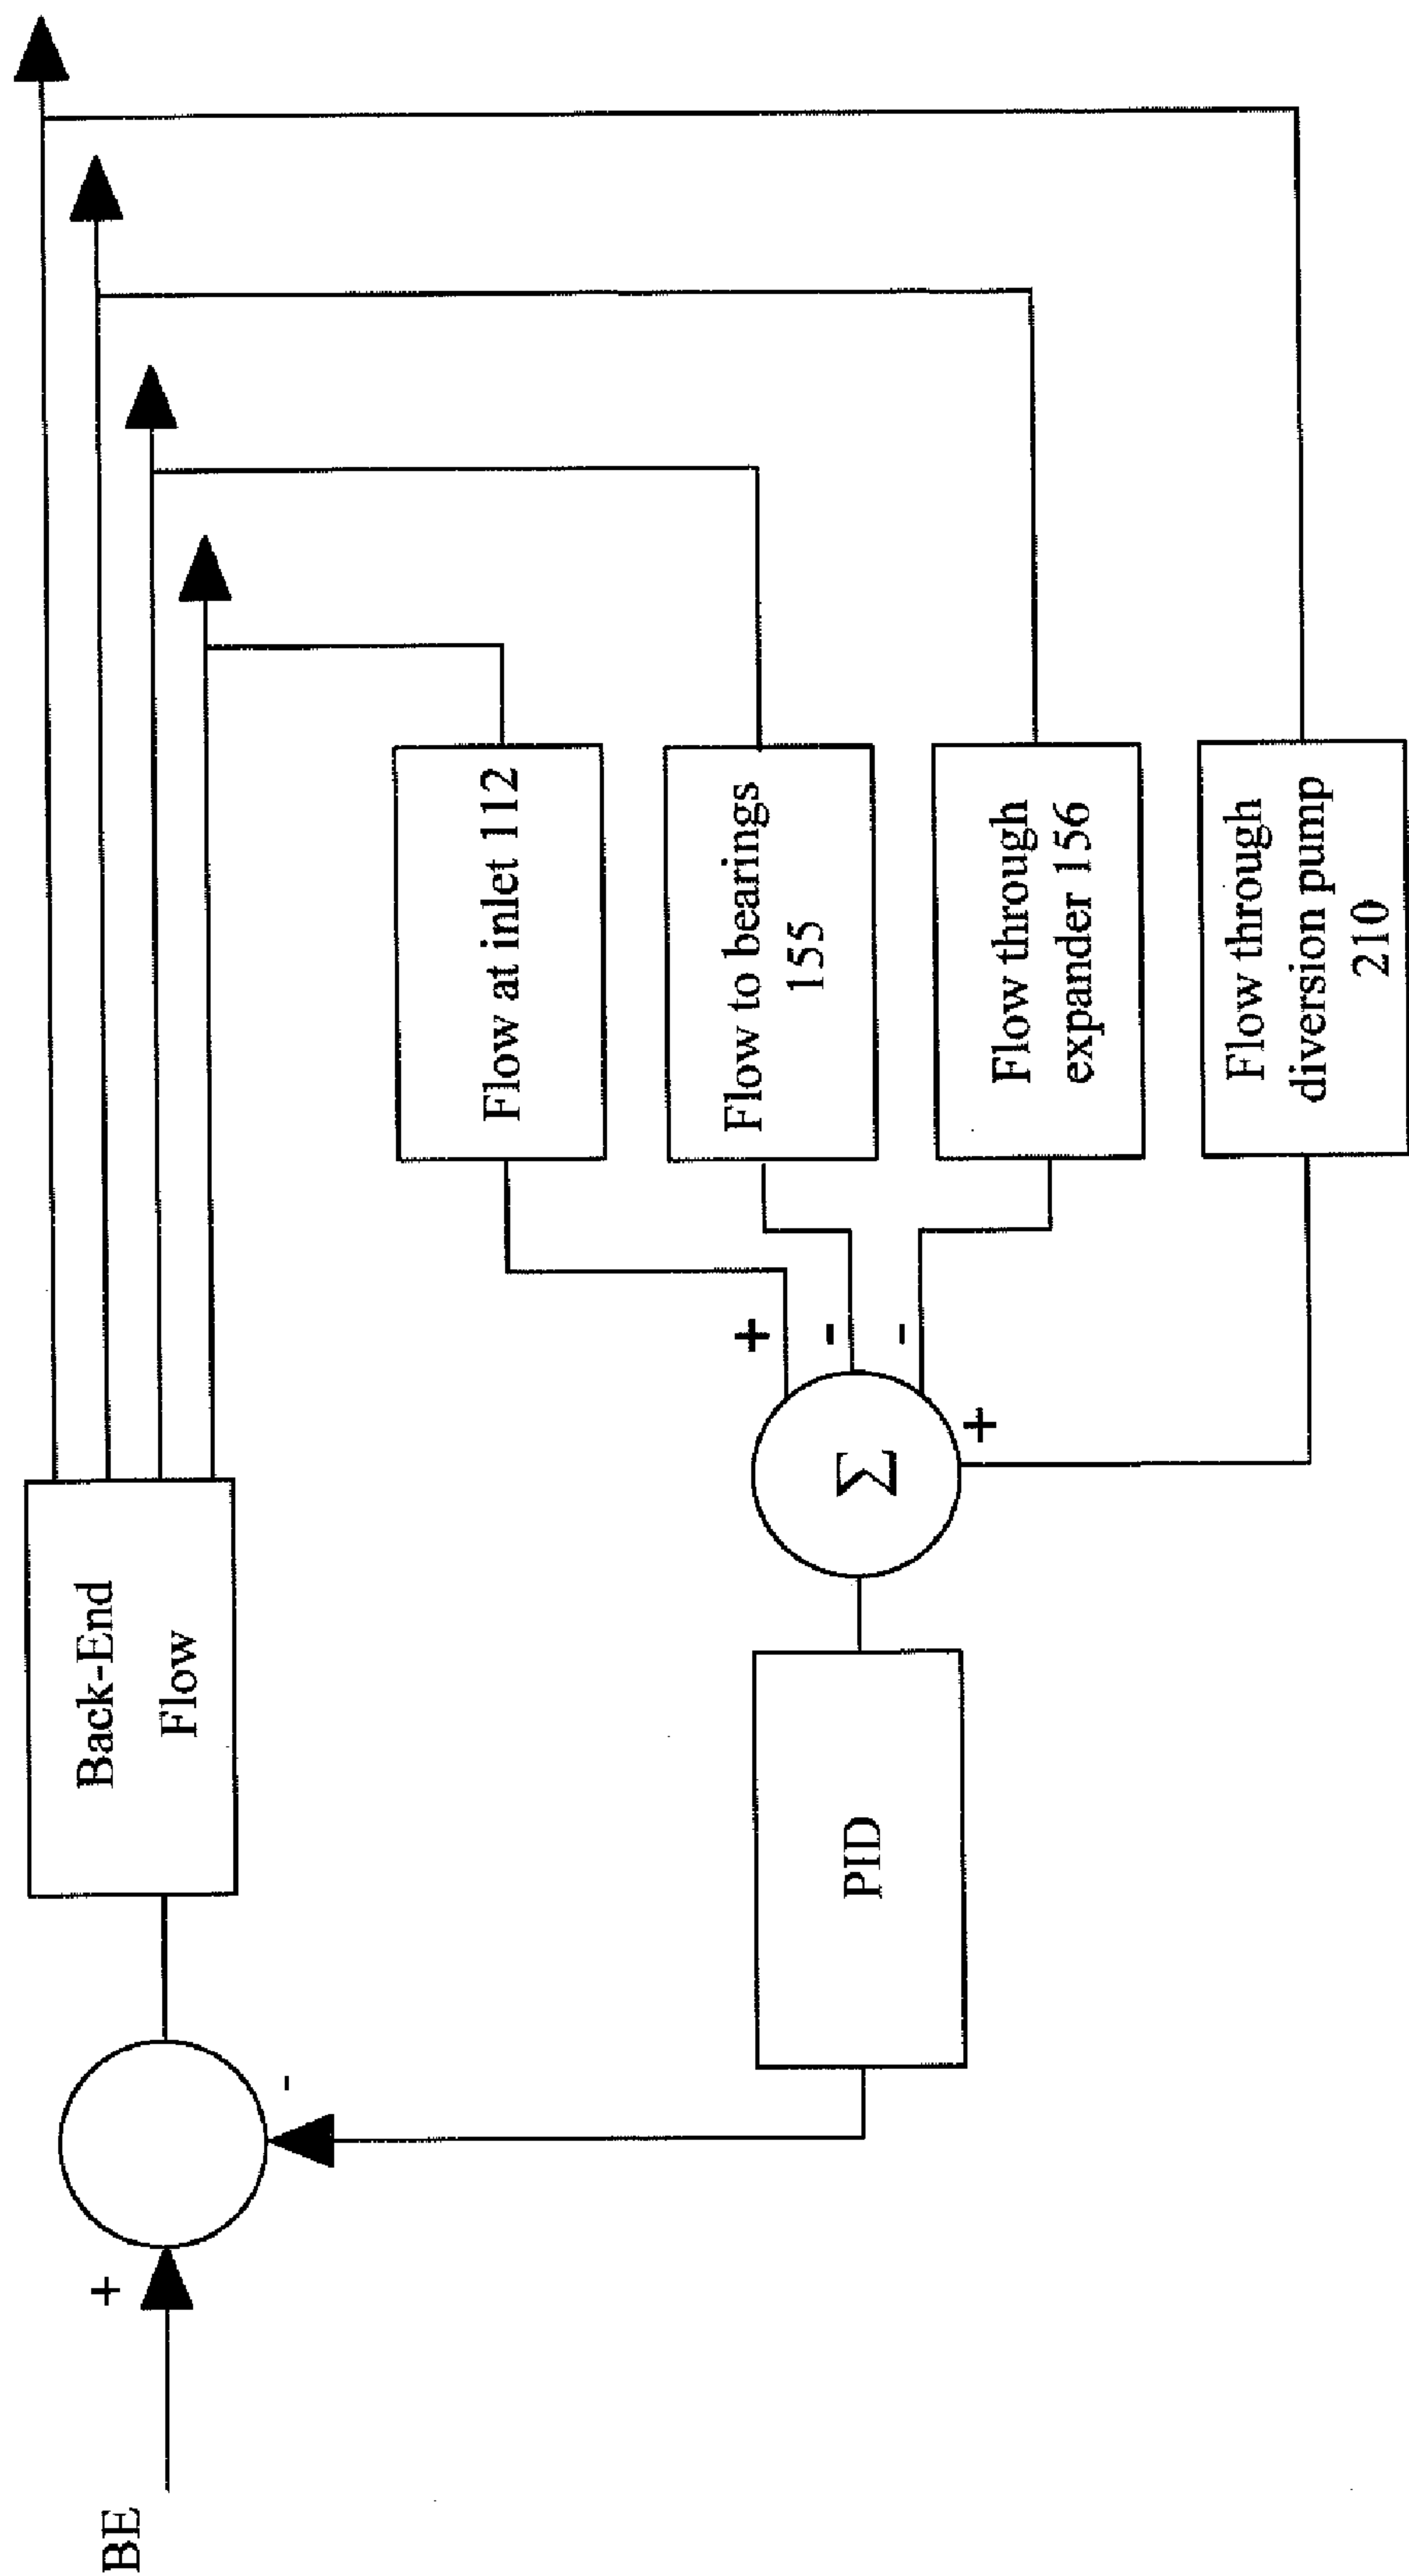 BE
+
-
Back-End
Flow
PID
Σ
+
-
-
+
Flow at inlet 112
Flow to bearings
155
Flow through
expander 156
Flow through
diversion pump
210